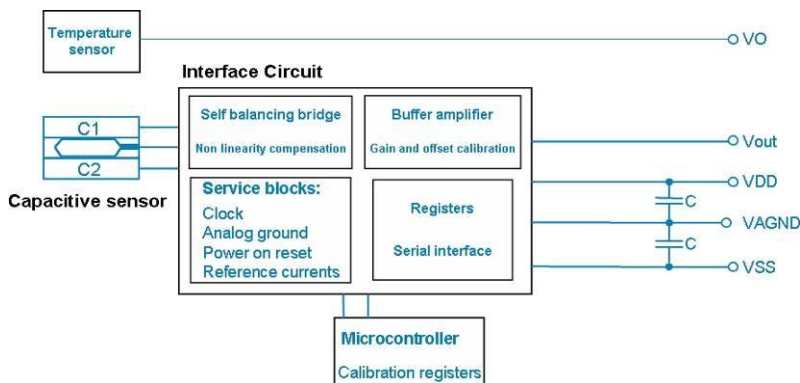 Temperature
sensor
VO
Interface Circuit
C1
C2
Capacitive sensor
Self balancing bridge
Non linearity compensation
Buffer amplifier
Gain and offset calibration
Vout
Service blocks:
Clock
Analog ground
Power on reset
Reference currents
Registers
Serial interface
VDD
C
VAGND
C
VSS
Microcontroller
Calibration registers